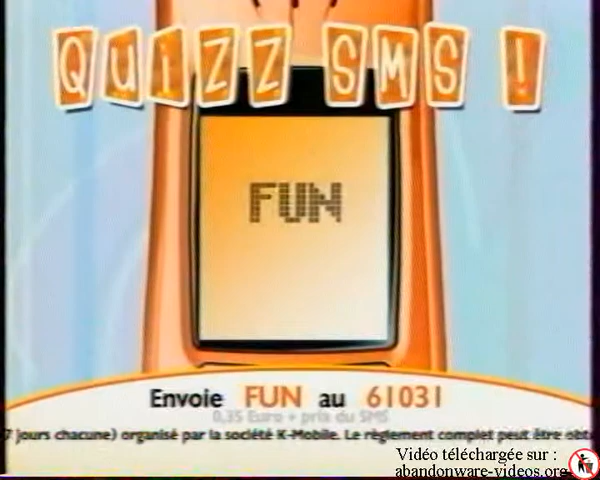 QUIZZ SMS !
FUN
Envoie FUN au 61031
0,35 Euro + prix du SMS
7 jours chacune) organisé par la société K-Mobile. Le règlement complet peut être
Vidéo téléchargée sur :
abandonware-videos.org